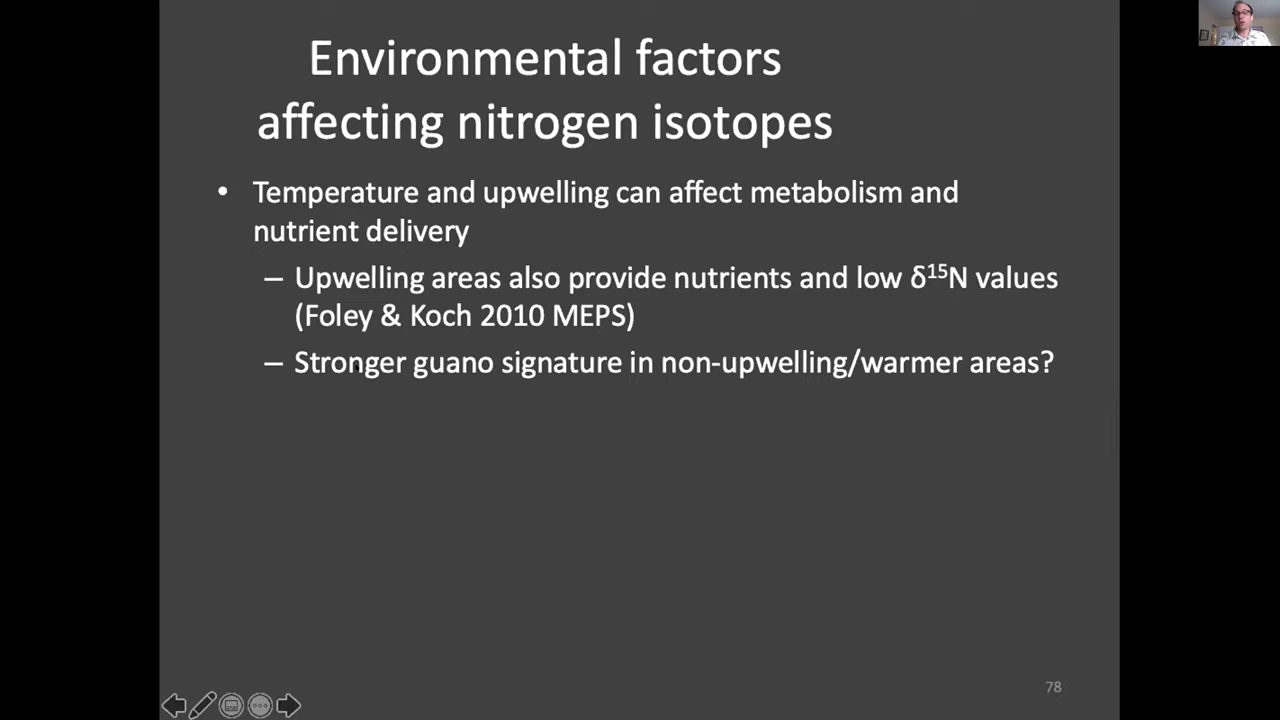 Environmental factors
affecting nitrogen isotopes
• Temperature and upwelling can affect metabolism and
nutrient delivery
– Upwelling areas also provide nutrients and low δ¹⁵N values
(Foley & Koch 2010 MEPS)
– Stronger guano signature in non-upwelling/warmer areas?
78